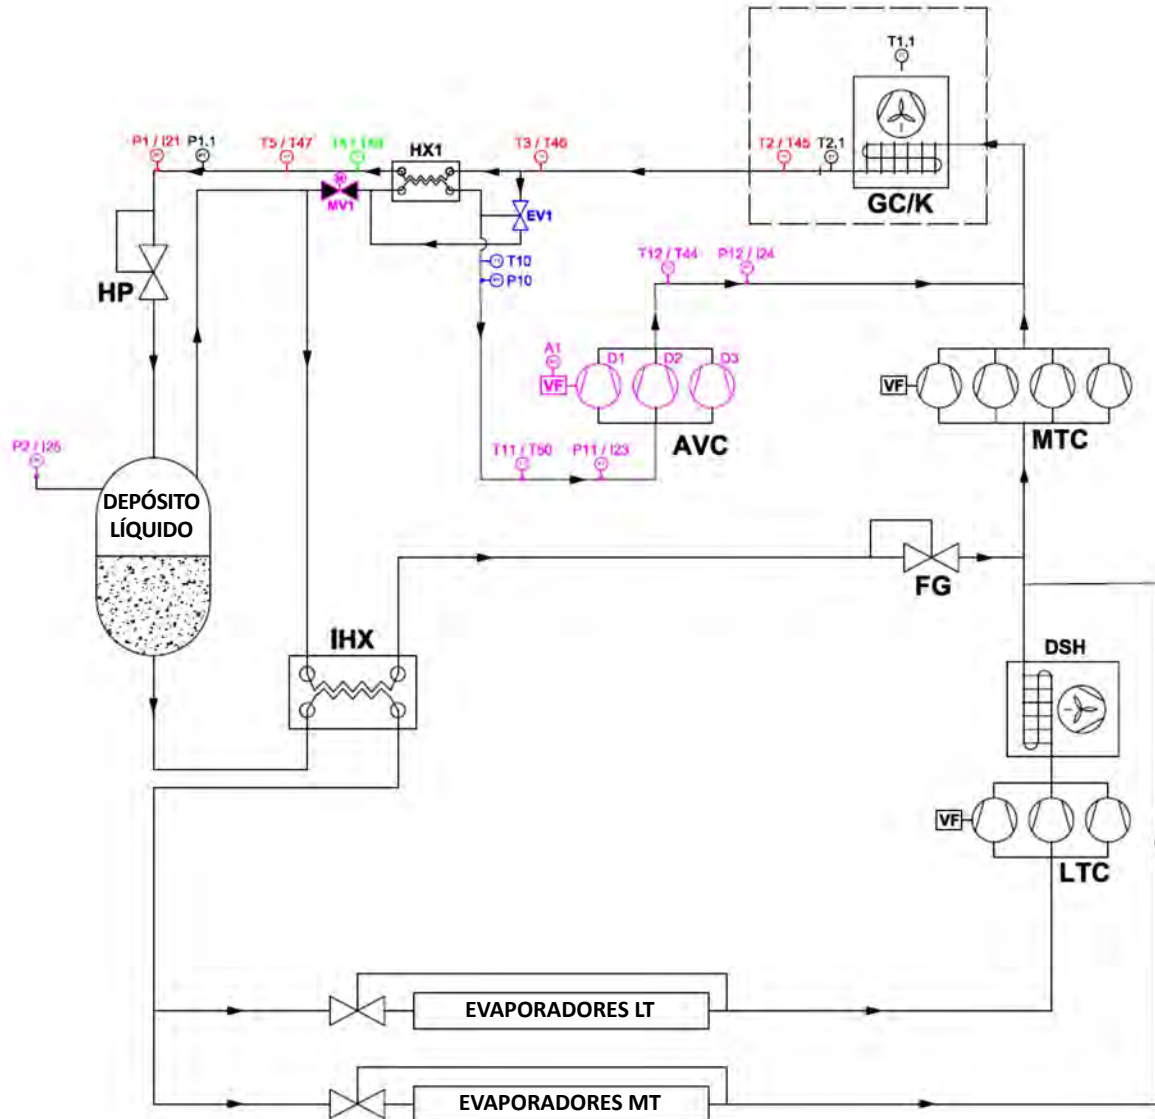 T1.1
P1 / I21
P1.1
T5 / T47
HX1
T3 / T46
T2 / T45
T2.1
GC/K
M
MV1
EV1
T10
P10
HP
T12 / T44
P12 / I24
A1
VF
D1
D2
D3
AVC
VF
MTC
P2 / I25
T11 / T50
P11 / I23
DEPÓSITO
LÍQUIDO
FG
IHX
DSH
VF
LTC
EVAPORADORES LT
EVAPORADORES MT